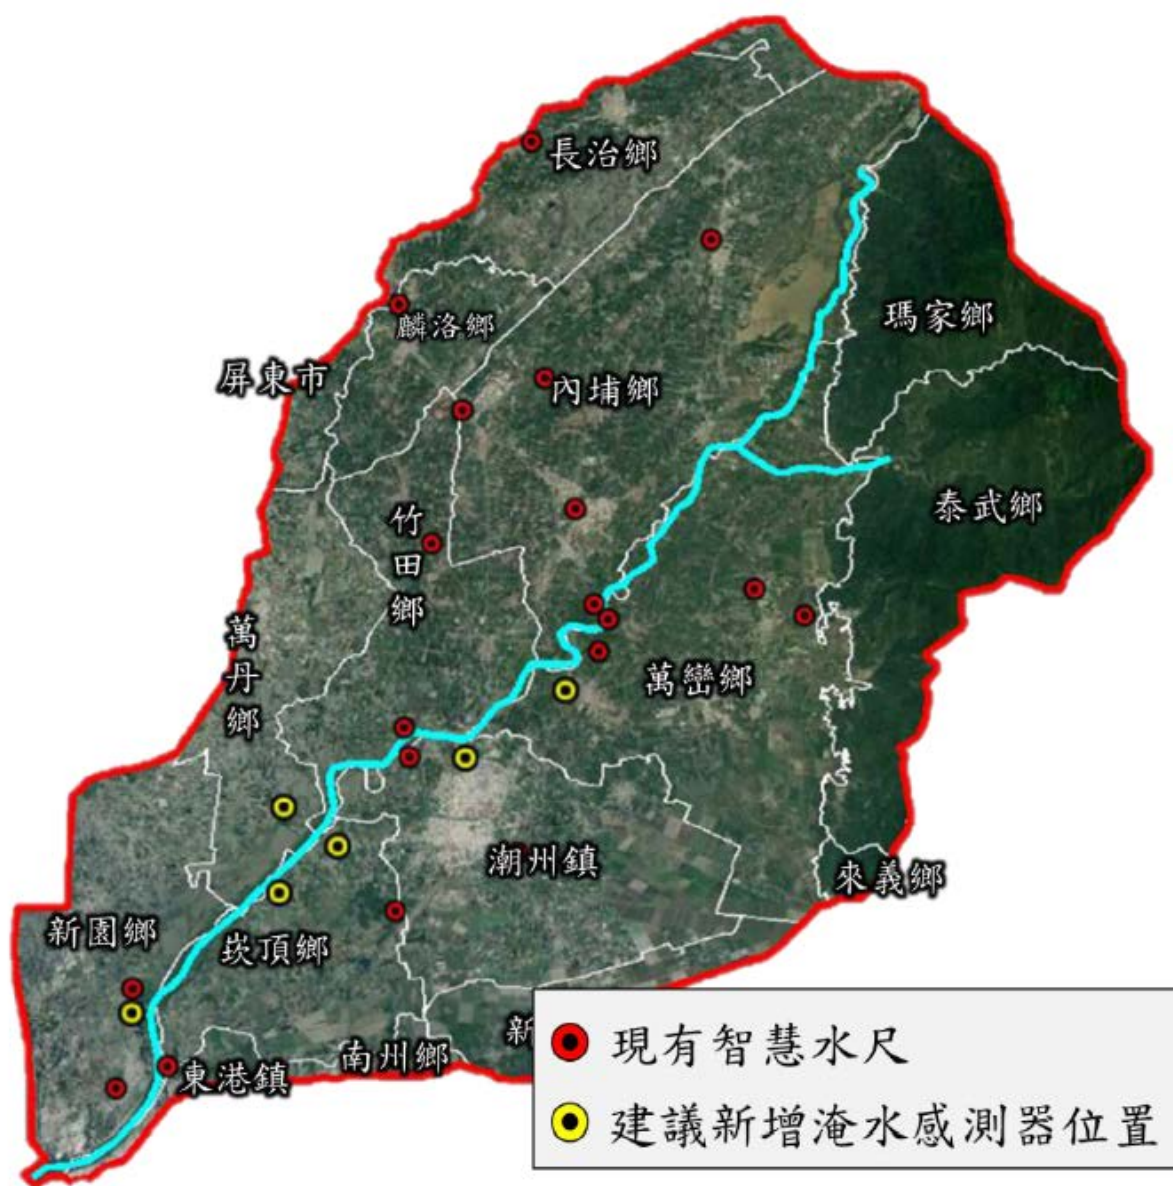 長治鄉
瑪家鄉
麟洛鄉
屏東市
內埔鄉
泰武鄉
竹田鄉
萬丹鄉
萬巒鄉
潮州鎮
來義鄉
新園鄉
崁頂鄉
新
南州鄉
東港鎮
現有智慧水尺
建議新增淹水感測器位置